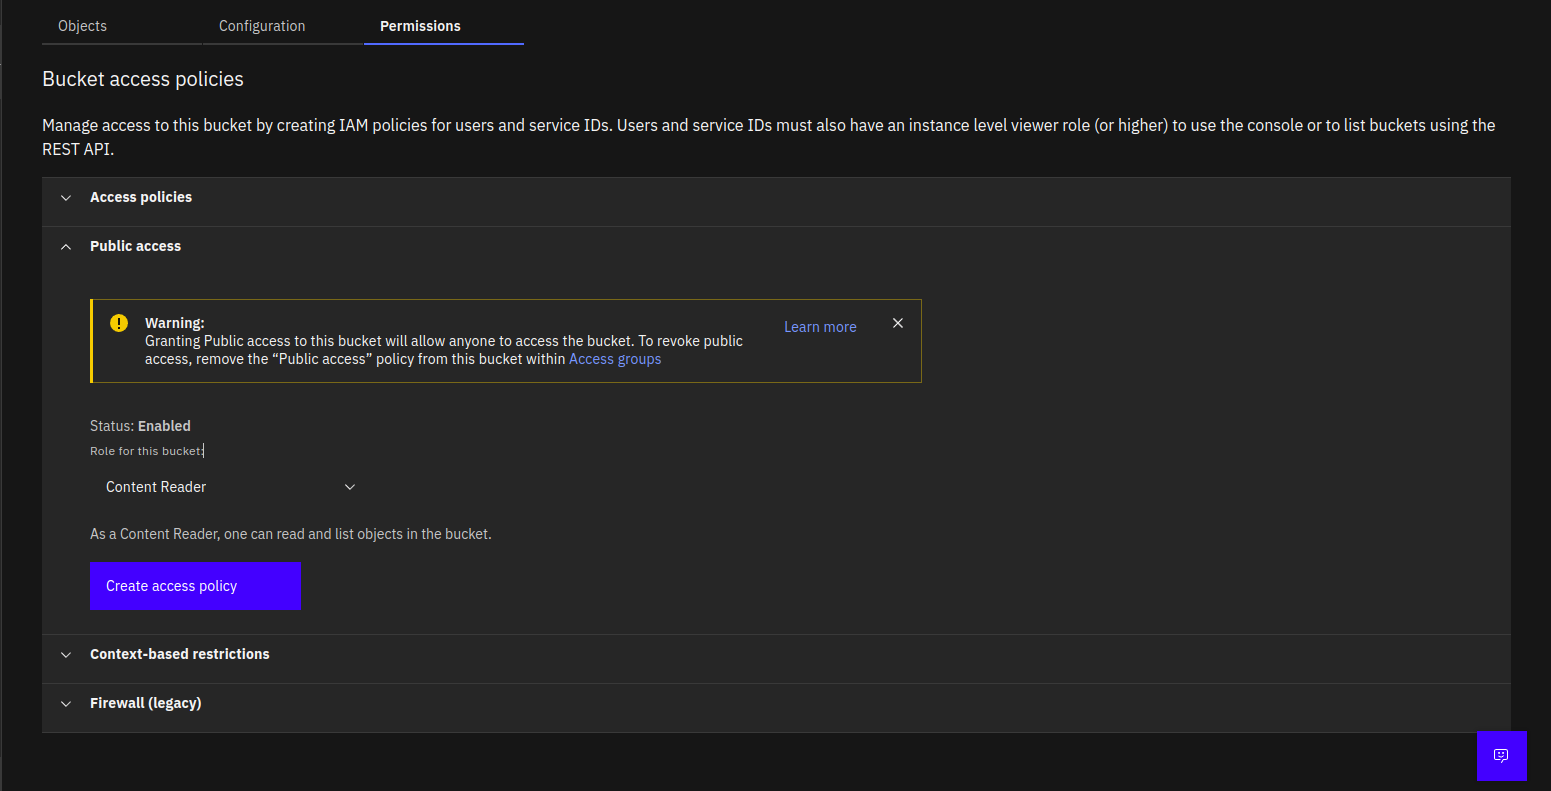 Objects
Configuration
Permissions
Bucket access policies
Manage access to this bucket by creating IAM policies for users and service IDs. Users and service IDs must also have an instance level viewer role (or higher) to use the console or to list buckets using the
REST API.
Access policies
Public access
Warning:
Granting Public access to this bucket will allow anyone to access the bucket. To revoke public
access, remove the “Public access” policy from this bucket within Access groups
Learn more
Status: Enabled
Role for this bucket:
Content Reader
As a Content Reader, one can read and list objects in the bucket.
Create access policy
Context-based restrictions
Firewall (legacy)